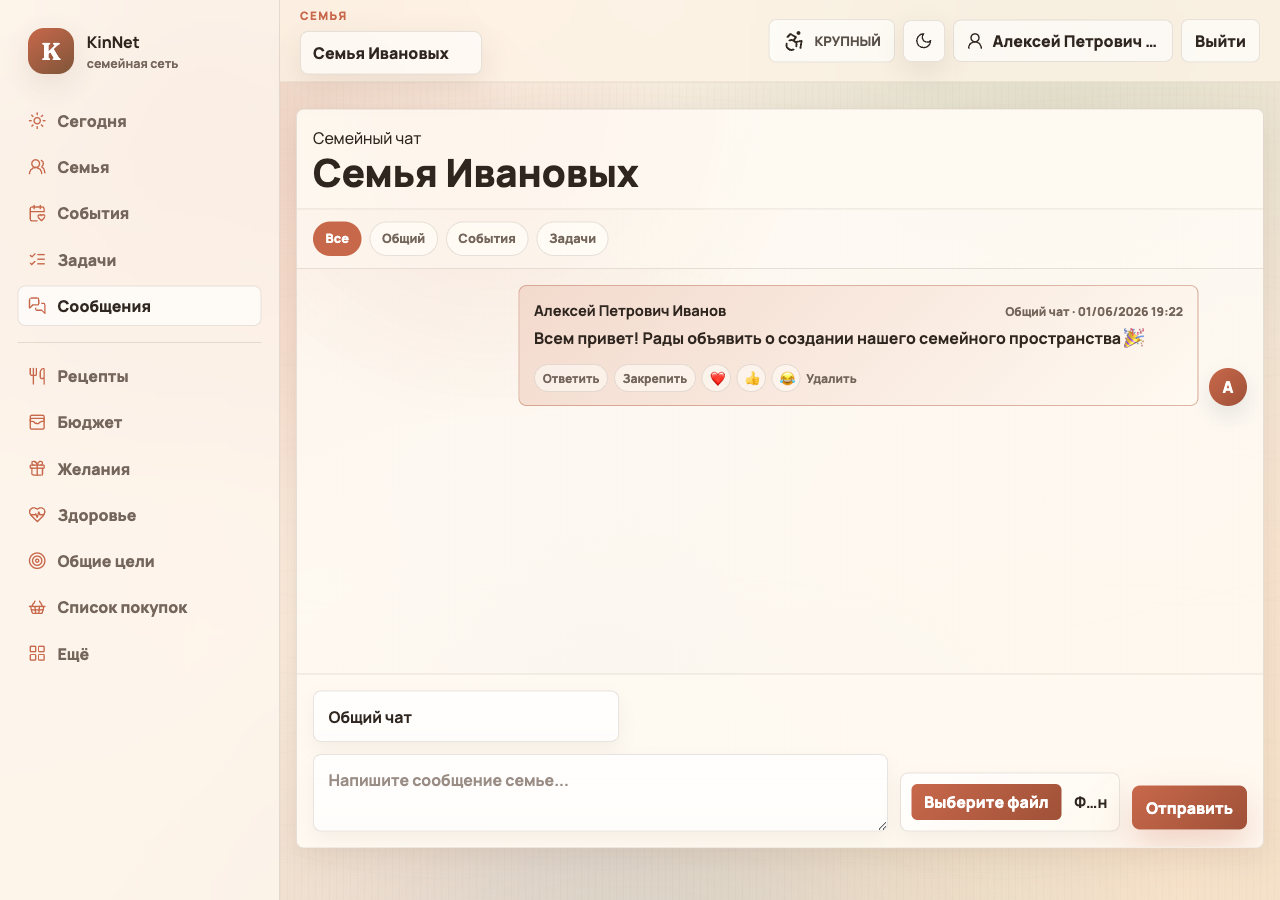 K
KinNet
семейная сеть
Сегодня
Семья
События
Задачи
Сообщения
Рецепты
Бюджет
Желания
Здоровье
Общие цели
Список покупок
Ещё
СЕМЬЯ
Семья Ивановых
КРУПНЫЙ
Алексей Петрович ...
Выйти
Семейный чат
Семья Ивановых
Все
Общий
События
Задачи
Алексей Петрович Иванов
Общий чат · 01/06/2026 19:22
Всем привет! Рады объявить о создании нашего семейного пространства🎉
Ответить
Закрепить
❤️
👍
😂
Удалить
А
Общий чат
Напишите сообщение семье...
Выберите файл
Ф...н
Отправить